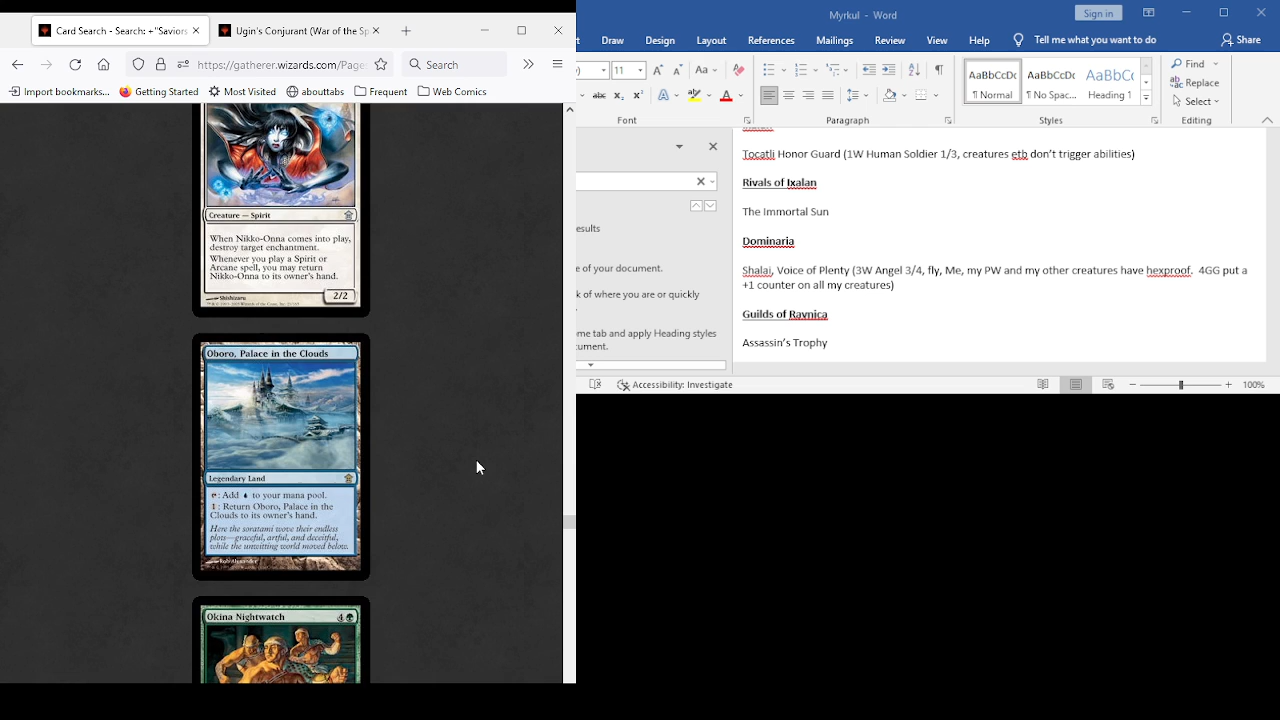 Card Search - Search: +"Saviors
Ugin's Conjurant (War of the Sp
https://gatherer.wizards.com/Page
Search
Import bookmarks...
Getting Started
Most Visited
abouttabs
Frequent
Web Comics
Creature — Spirit
When Nikko-Onna comes into play,
destroy target enchantment.
Whenever you play a Spirit or
Arcane spell, you may return
Nikko-Onna to its owner's hand.
2/2
Oboro, Palace in the Clouds
Legendary Land
: Add to your mana pool.
1: Return Oboro, Palace in the
Clouds to its owner's hand.
Here the soratami wove their endless
plots—graceful, artful, and deceitful,
while the unwitting world moved below.
Rob Alexander
Okina Nightwatch
4
Myrkul - Word
Sign in
Draw
Design
Layout
References
Mailings
Review
View
Help
Tell me what you want to do
Share
11
Aa
abc
x₂
x²
A
A
AaBbCcDc
¶ Normal
AaBbCcDc
¶ No Spac...
AaBbCc
Heading 1
Find
Replace
Select
Font
Paragraph
Styles
Editing
esults
e of your document.
k of where you are or quickly
me tab and apply Heading styles
cument.
Tocatli Honor Guard (1W Human Soldier 1/3, creatures etb don't trigger abilities)
Rivals of Ixalan
The Immortal Sun
Dominaria
Shalai, Voice of Plenty (3W Angel 3/4, fly, Me, my PW and my other creatures have hexproof.  4GG put a
+1 counter on all my creatures)
Guilds of Ravnica
Assassin's Trophy
Accessibility: Investigate
100%